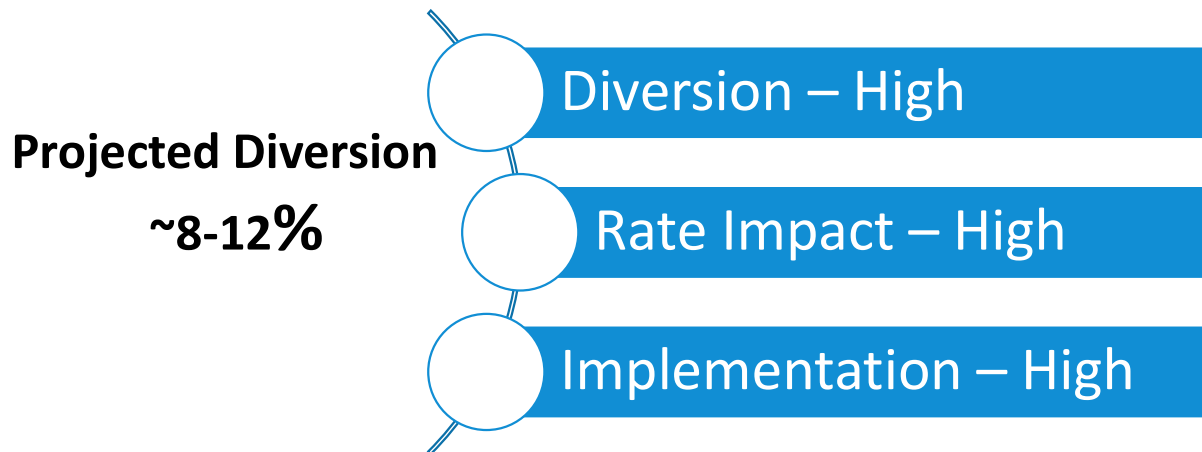 Projected Diversion
~8-12%
Diversion – High
Rate Impact – High
Implementation – High